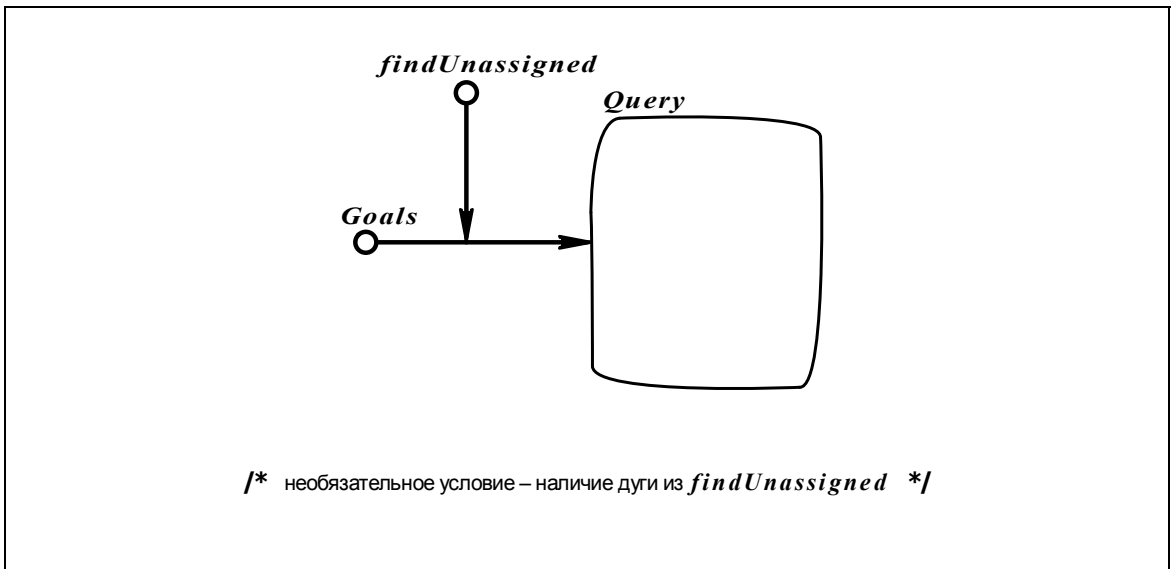 findUnassigned
Query
Goals
/* необязательное условие – наличие дуги из findUnassigned */